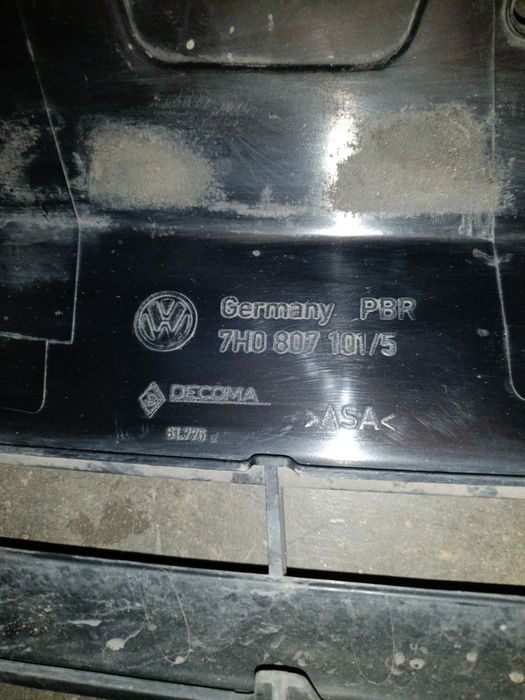 Germany PBR
7H0 807 101/5
DECOMA
>ASA<